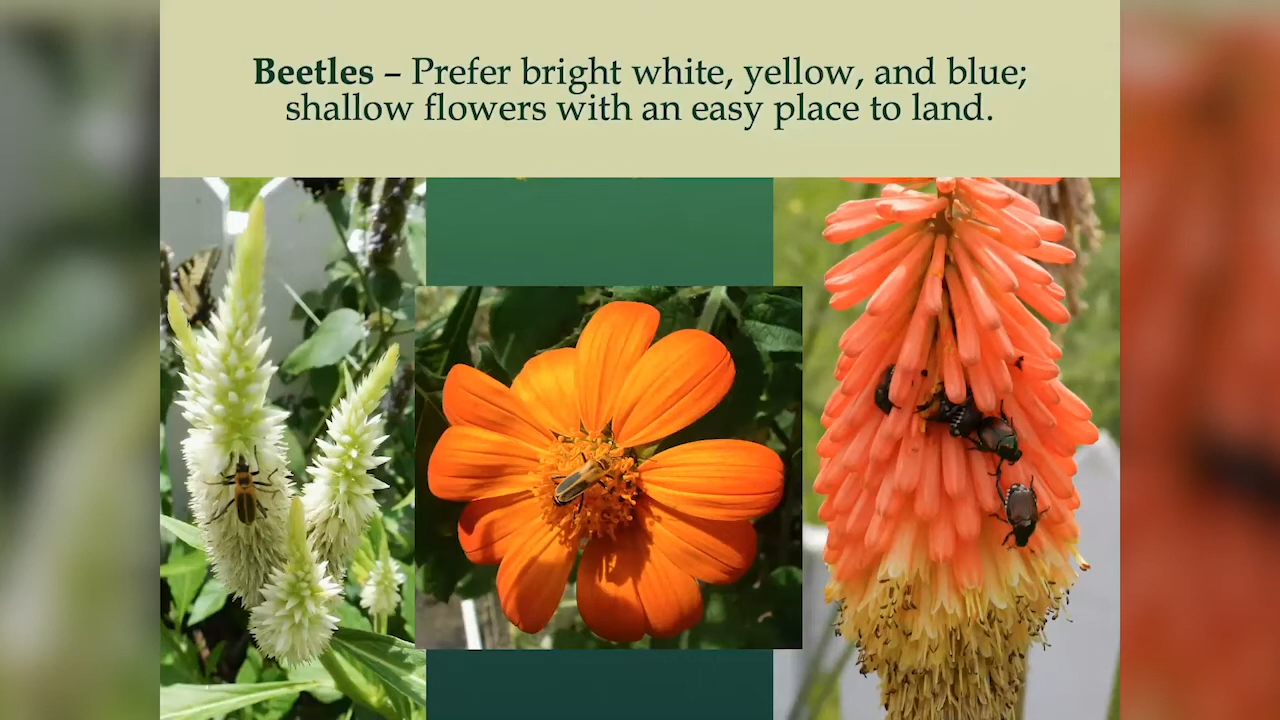 Beetles – Prefer bright white, yellow, and blue;
shallow flowers with an easy place to land.